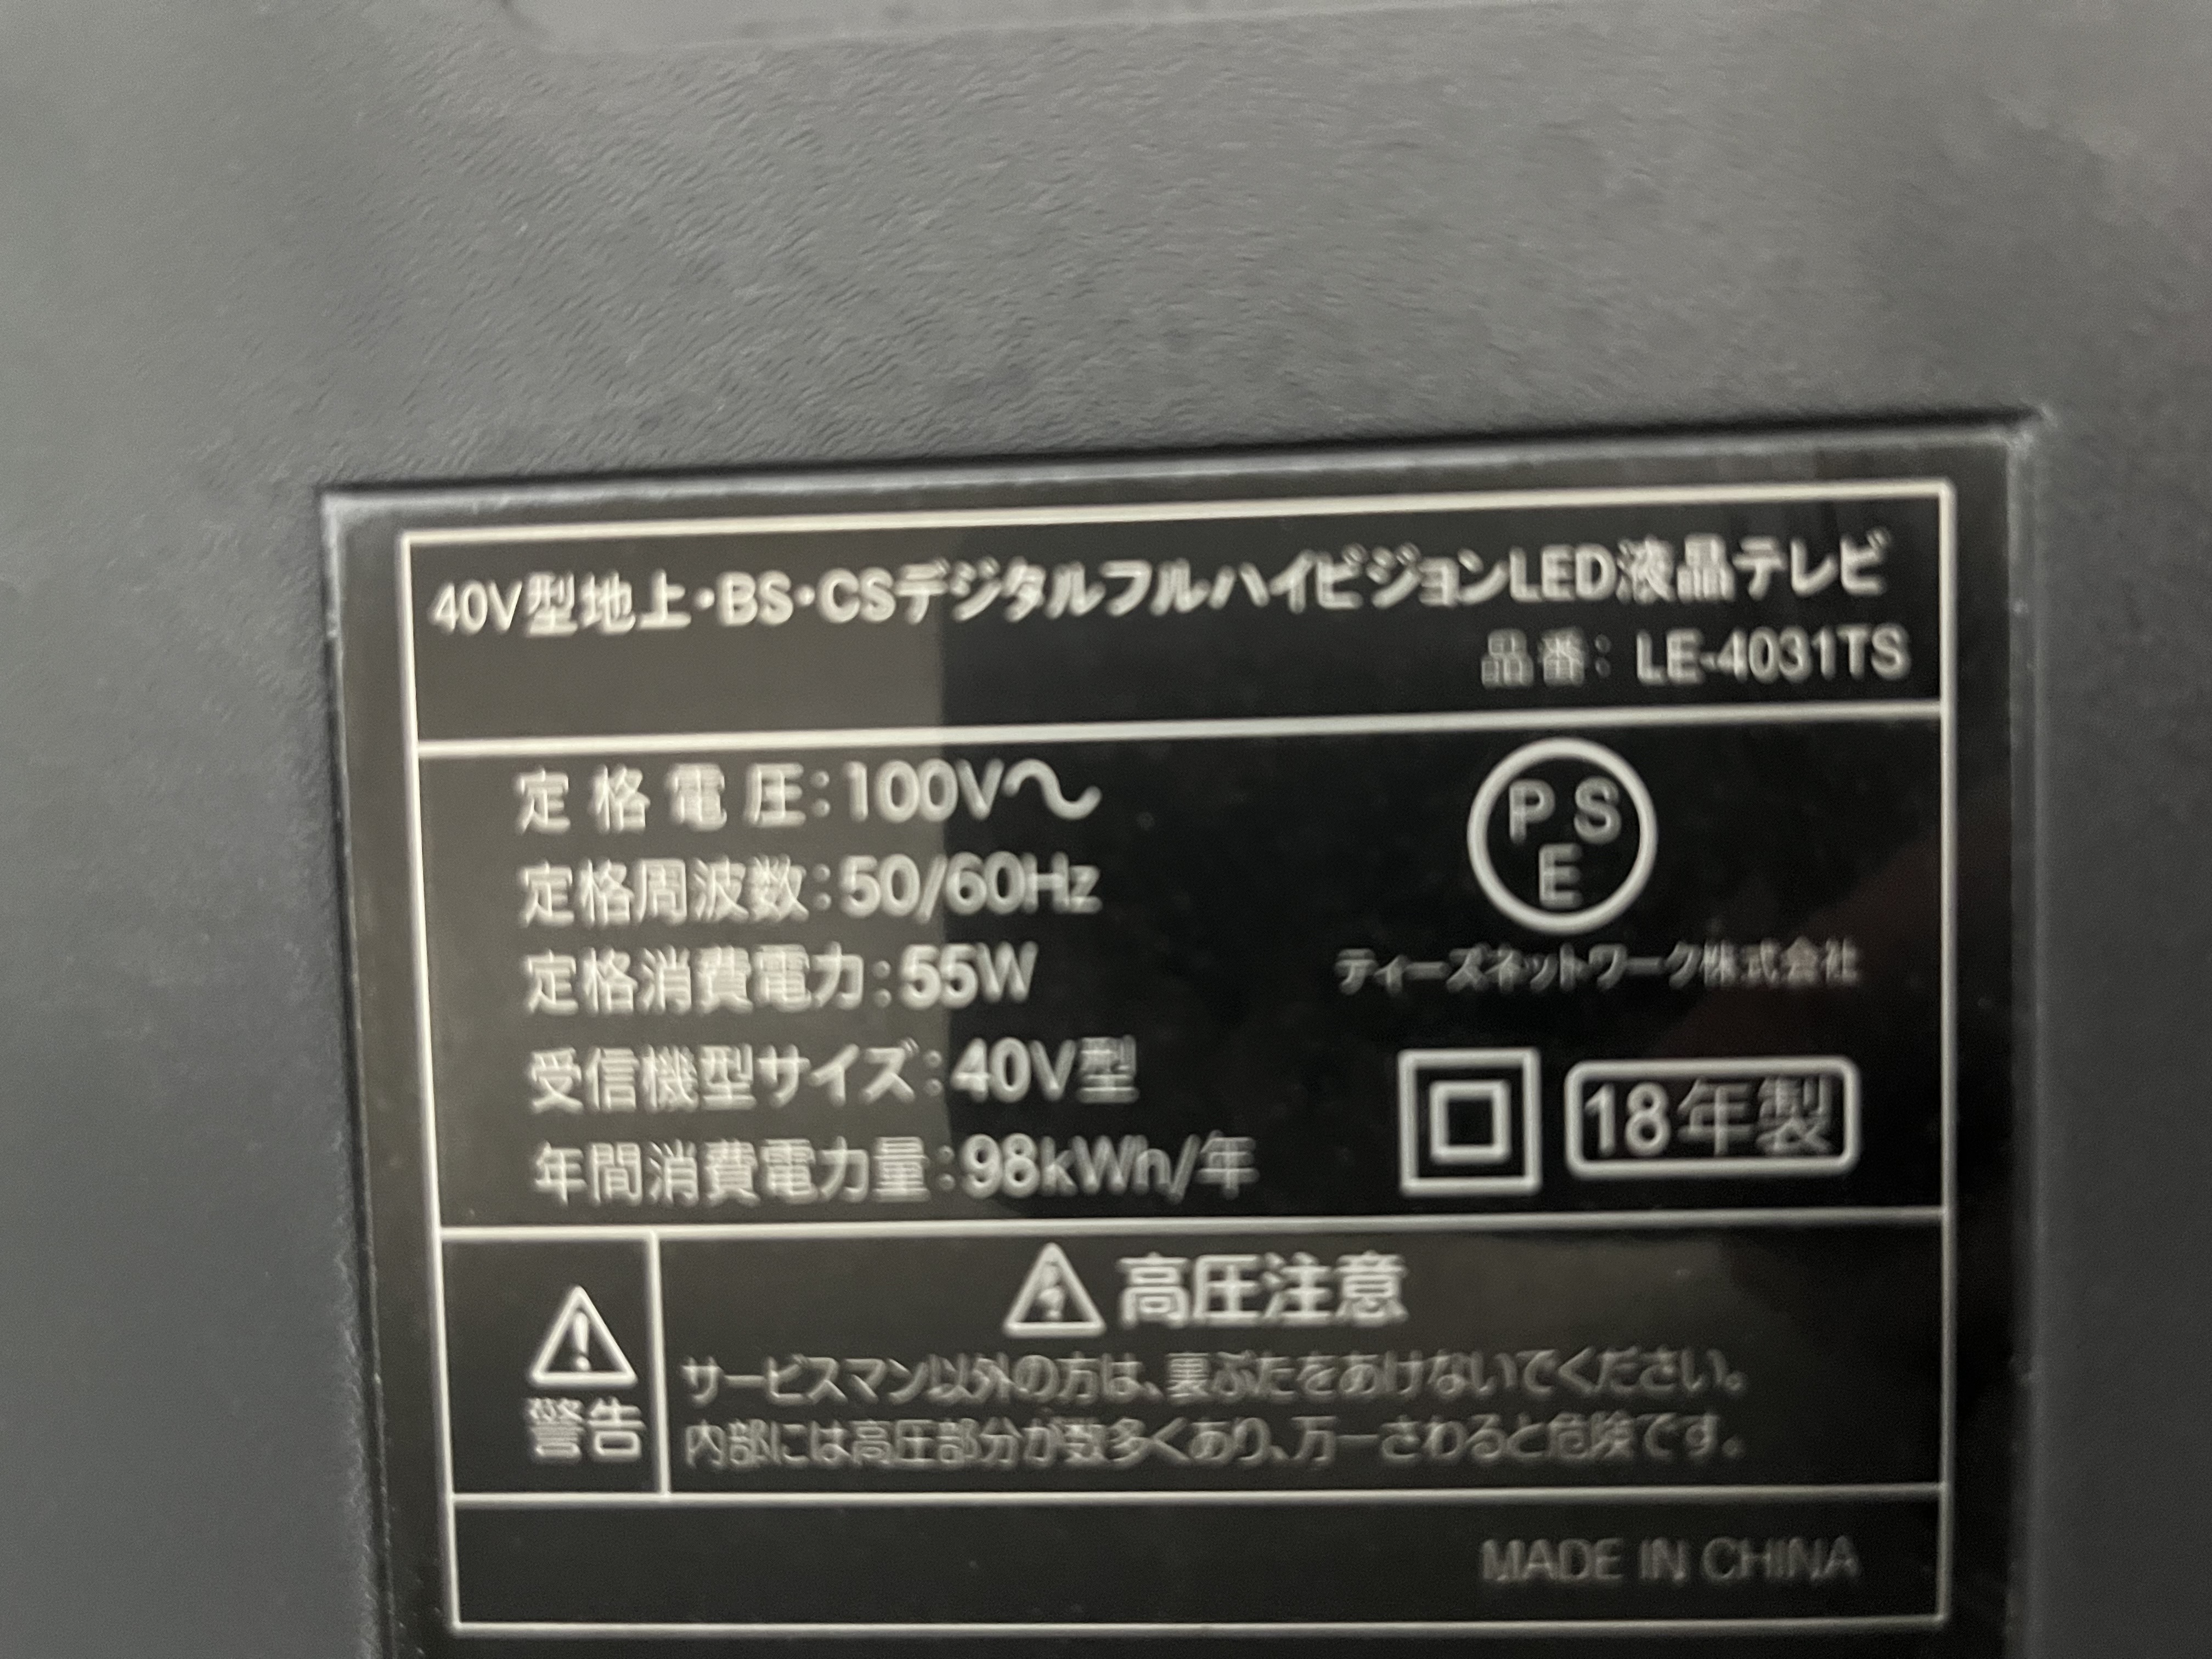 40V型地上・BS・CSデジタルフルハイビジョンLED液晶テレビ
品番： LE-4031TS
定格電圧：100V～
定格周波数：50/60Hz
定格消費電力：55W
受信機型サイズ：40V型
年間消費電力量：98kWh/年
PSE
ティーズネットワーク株式会社
18年製
警告
高圧注意
サービスマン以外の方は、裏ぶたをあけないでください。
内部には高圧部分が数多くあり、万一さわると危険です。
MADE IN CHINA